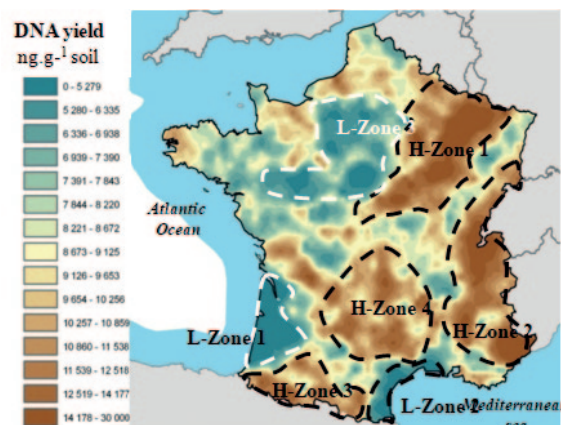 DNA yield
ng.g-1 soil
0 - 5 279
5 280 - 6 335
6 336 - 6 938
6 939 - 7 390
7 391 - 7 843
7 844 - 8 220
8 221 - 8 672
8 673 - 9 125
9 126 - 9 653
9 654 - 10 256
10 257 - 10 859
10 860 - 11 538
11 539 - 12 518
12 519 - 14 177
14 178 - 30 000
L-Zone 3
H-Zone 1
Atlantic
Ocean
H-Zone 4
L-Zone 1
H-Zone 2
H-Zone 3
L-Zone 2
Mediterranean